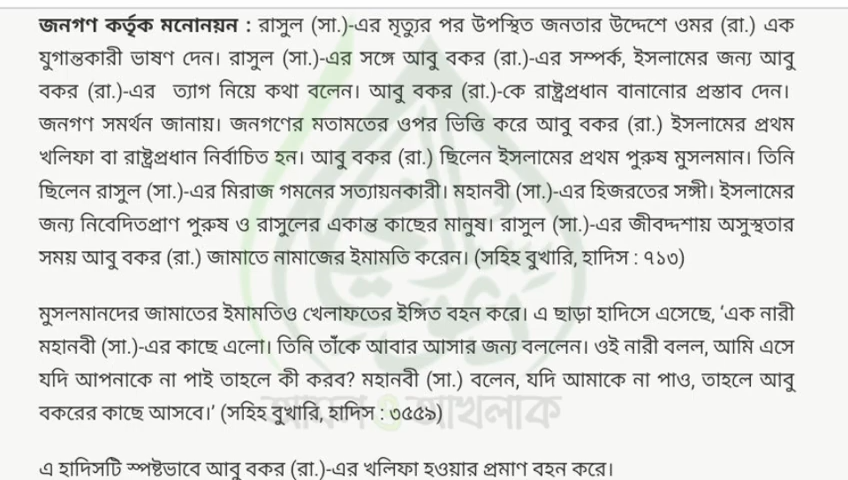 জনগণ কর্তৃক মনোনয়ন : রাসুল (সা.)-এর মৃত্যুর পর উপস্থিত জনতার উদ্দেশে ওমর (রা.) এক
যুগান্তকারী ভাষণ দেন। রাসুল (সা.)-এর সঙ্গে আবু বকর (রা.)-এর সম্পর্ক, ইসলামের জন্য আবু
বকর (রা.)-এর ত্যাগ নিয়ে কথা বলেন। আবু বকর (রা.)-কে রাষ্ট্রপ্রধান বানানোর প্রস্তাব দেন।
জনগণ সমর্থন জানায়। জনগণের মতামতের ওপর ভিত্তি করে আবু বকর (রা.) ইসলামের প্রথম
খলিফা বা রাষ্ট্রপ্রধান নির্বাচিত হন। আবু বকর (রা.) ছিলেন ইসলামের প্রথম পুরুষ মুসলমান। তিনি
ছিলেন রাসুল (সা.)-এর মিরাজ গমনের সত্যায়নকারী। মহানবী (সা.)-এর হিজরতের সঙ্গী। ইসলামের
জন্য নিবেদিতপ্রাণ পুরুষ ও রাসুলের একান্ত কাছের মানুষ। রাসুল (সা.)-এর জীবদ্দশায় অসুস্থতার
সময় আবু বকর (রা.) জামাতে নামাজের ইমামতি করেন। (সহিহ বুখারি, হাদিস : ৭১৩)
মুসলমানদের জামাতের ইমামতিও খেলাফতের ইঙ্গিত বহন করে। এ ছাড়া হাদিসে এসেছে, ‘এক নারী
মহানবী (সা.)-এর কাছে এলো। তিনি তাঁকে আবার আসার জন্য বললেন। ওই নারী বলল, আমি এসে
যদি আপনাকে না পাই তাহলে কী করব? মহানবী (সা.) বলেন, যদি আমাকে না পাও, তাহলে আবু
বকরের কাছে আসবে।’ (সহিহ বুখারি, হাদিস : ৩৫৫৯)
আমল ও আখলাক
এ হাদিসটি স্পষ্টভাবে আবু বকর (রা.)-এর খলিফা হওয়ার প্রমাণ বহন করে।